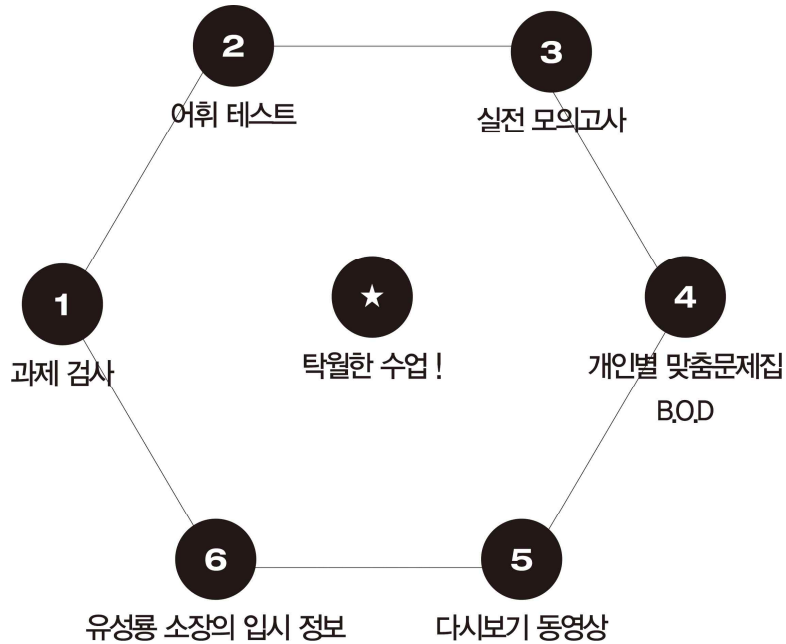 2
어휘 테스트
3
실전 모의고사
1
과제 검사
★
탁월한 수업 !
4
개인별 맞춤문제집
B.O.D
6
유성룡 소장의 입시 정보
5
다시보기 동영상